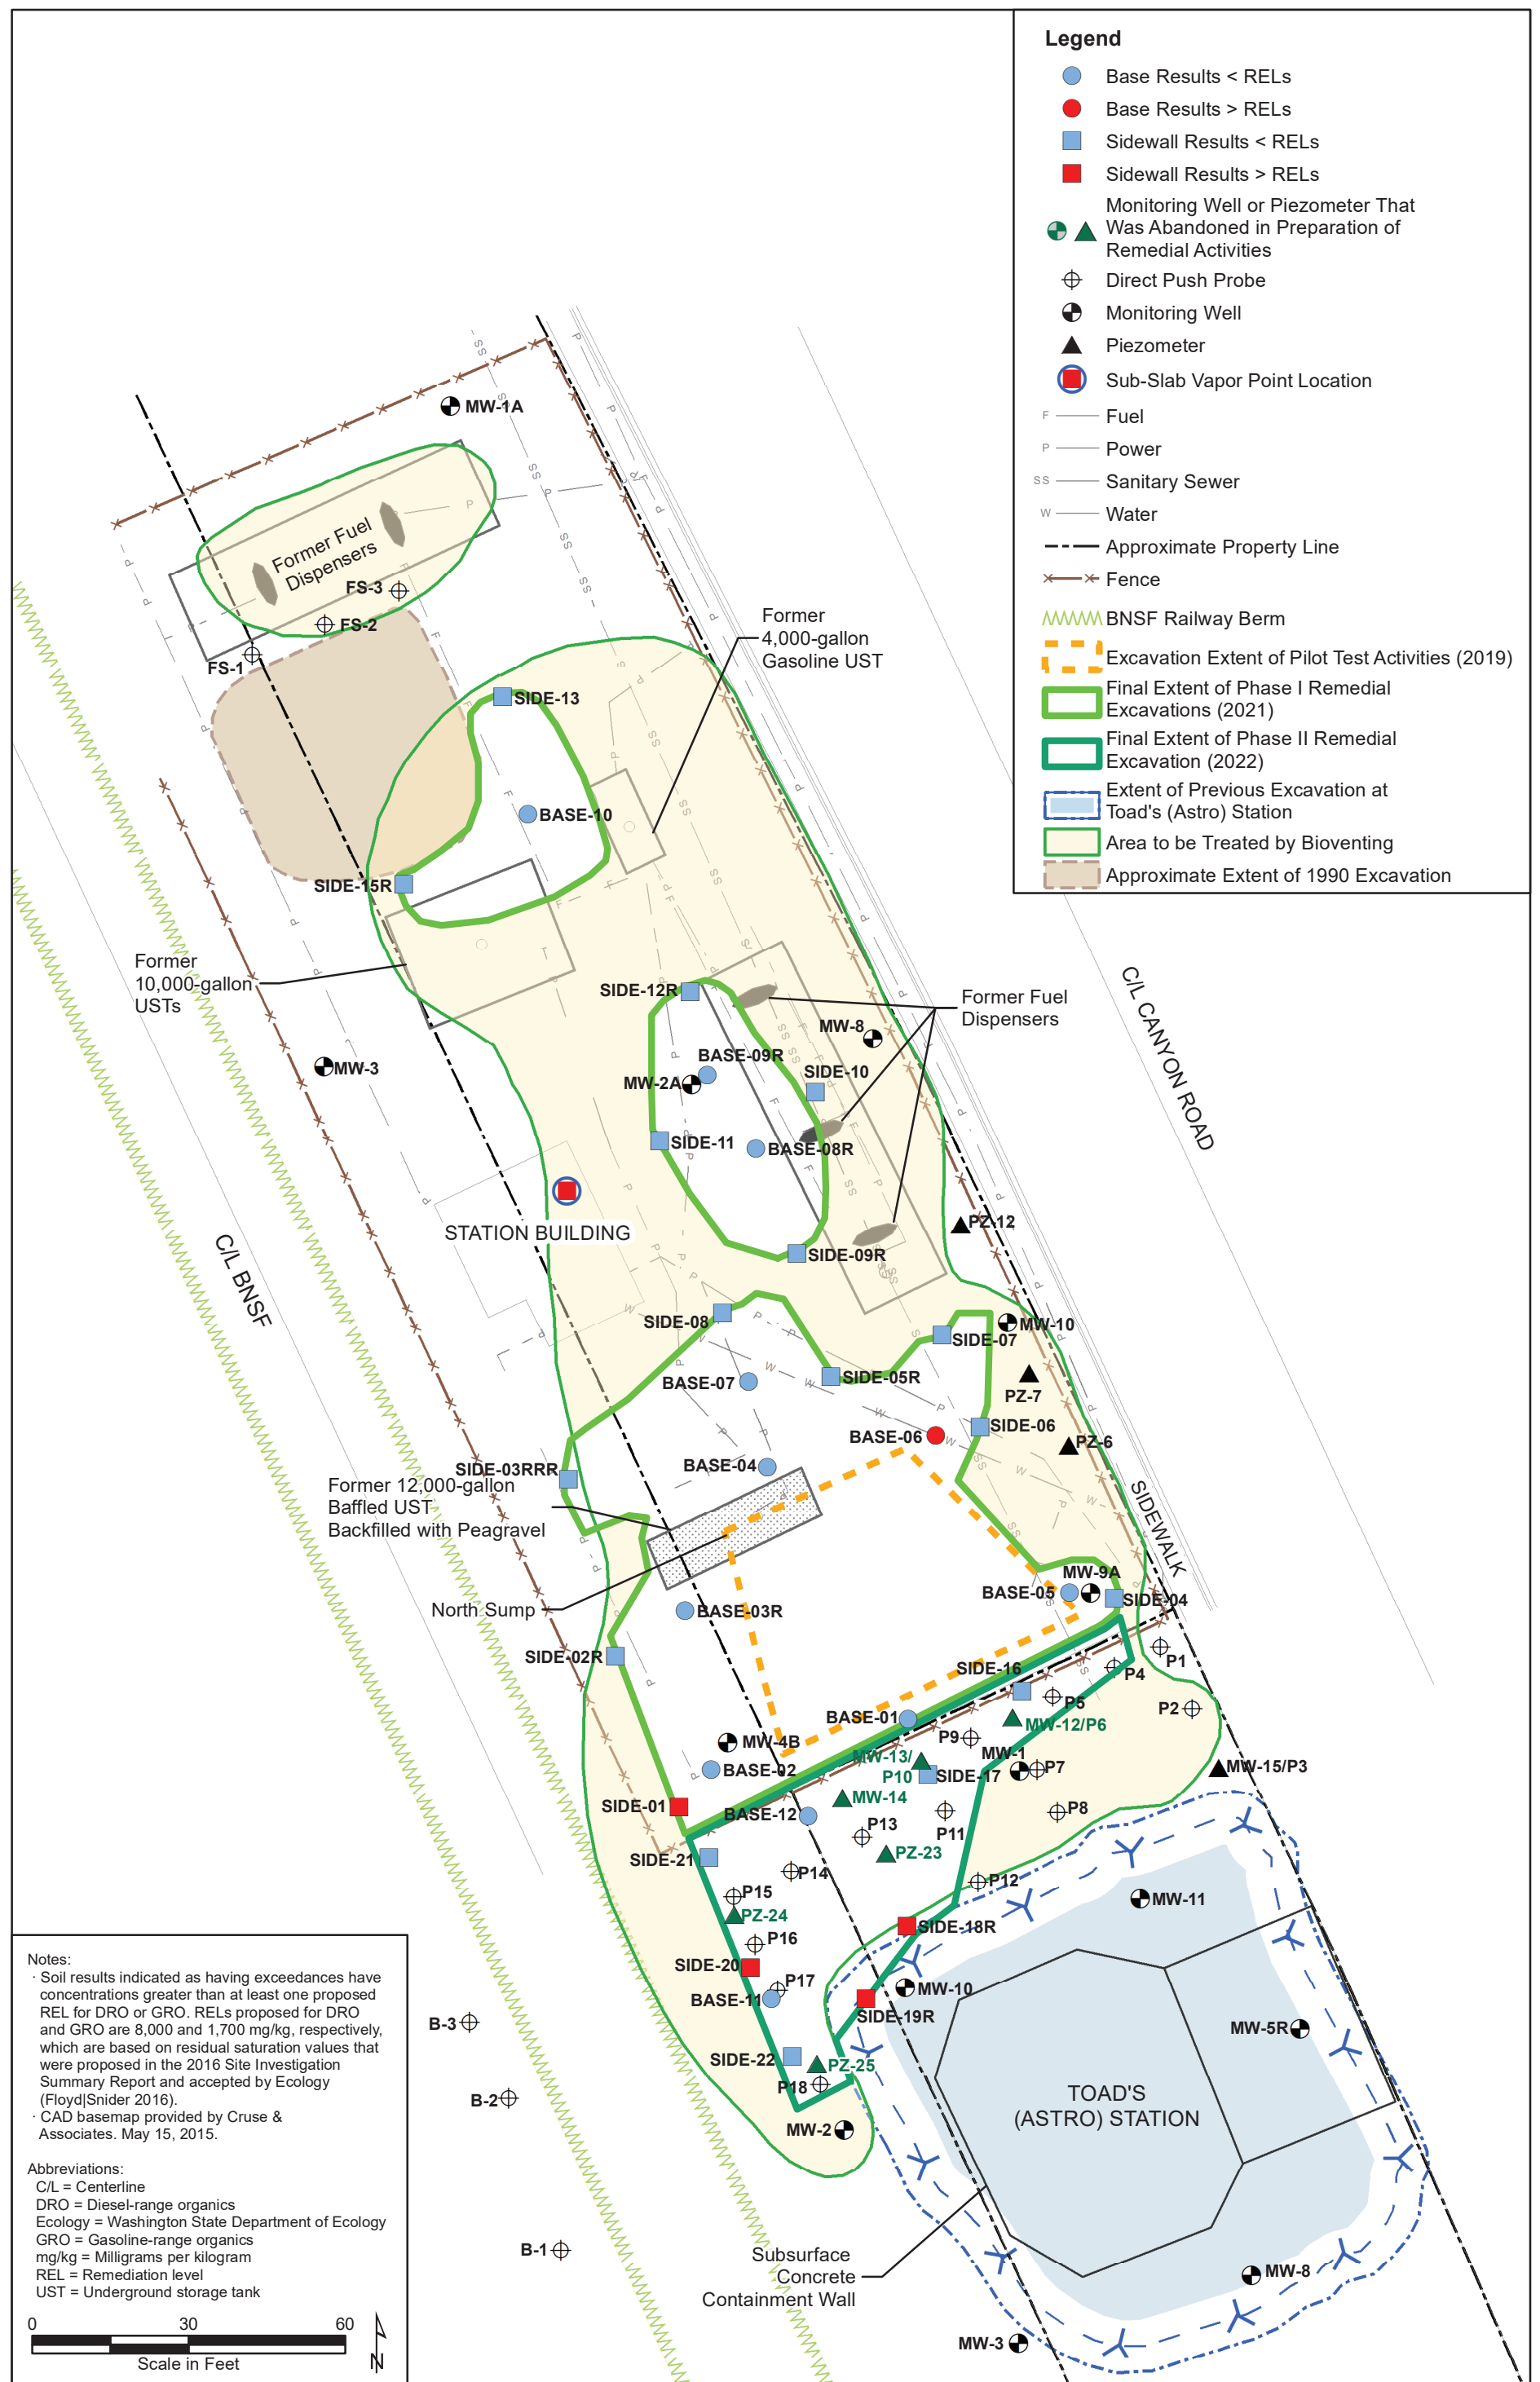 Legend
Base Results < RELs
Base Results > RELs
Sidewall Results < RELs
Sidewall Results > RELs
Monitoring Well or Piezometer That
Was Abandoned in Preparation of
Remedial Activities
Direct Push Probe
Monitoring Well
Piezometer
Sub-Slab Vapor Point Location
F Fuel
P Power
SS Sanitary Sewer
W Water
Approximate Property Line
Fence
BNSF Railway Berm
Excavation Extent of Pilot Test Activities (2019)
Final Extent of Phase I Remedial
Excavations (2021)
Final Extent of Phase II Remedial
Excavation (2022)
Extent of Previous Excavation at
Toad's (Astro) Station
Area to be Treated by Bioventing
Approximate Extent of 1990 Excavation
MW-1A
Former Fuel
Dispensers
FS-3
FS-2
FS-1
Former
4,000-gallon
Gasoline UST
SIDE-13
BASE-10
SIDE-15R
Former
10,000-gallon
USTs
SIDE-12R
Former Fuel
Dispensers
MW-8
C/L CANYON ROAD
BASE-09R
MW-3
MW-2A
SIDE-10
SIDE-11
BASE-08R
STATION BUILDING
PZ-12
SIDE-09R
C/L BNSF
SIDE-08
MW-10
SIDE-07
SIDE-05R
BASE-07
PZ-7
SIDE-06
BASE-06
PZ-6
BASE-04
SIDE-03RRR
Former 12,000-gallon
Baffled UST
Backfilled with Peagravel
SIDEWALK
MW-9A
BASE-05
SIDE-04
North Sump
BASE-03R
SIDE-02R
P1
SIDE-16
P4
P5
P2
BASE-01
MW-12/P6
P9
MW-4B
MW-1
MW-13/
P10
P7
MW-15/P3
BASE-02
SIDE-17
MW-14
SIDE-01
BASE-12
P8
P11
P13
SIDE-21
PZ-23
P14
P12
P15
MW-11
PZ-24
SIDE-18R
P16
SIDE-20
P17
MW-10
BASE-11
SIDE-19R
B-3
MW-5R
SIDE-22
PZ-25
P18
B-2
TOAD'S
(ASTRO) STATION
MW-2
B-1
Subsurface
Concrete
Containment Wall
MW-8
MW-3
Notes:
· Soil results indicated as having exceedances have
concentrations greater than at least one proposed
REL for DRO or GRO. RELs proposed for DRO
and GRO are 8,000 and 1,700 mg/kg, respectively,
which are based on residual saturation values that
were proposed in the 2016 Site Investigation
Summary Report and accepted by Ecology
(Floyd|Snider 2016).
· CAD basemap provided by Cruse &
Associates. May 15, 2015.
Abbreviations:
C/L = Centerline
DRO = Diesel-range organics
Ecology = Washington State Department of Ecology
GRO = Gasoline-range organics
mg/kg = Milligrams per kilogram
REL = Remediation level
UST = Underground storage tank
0 30 60
Scale in Feet
N